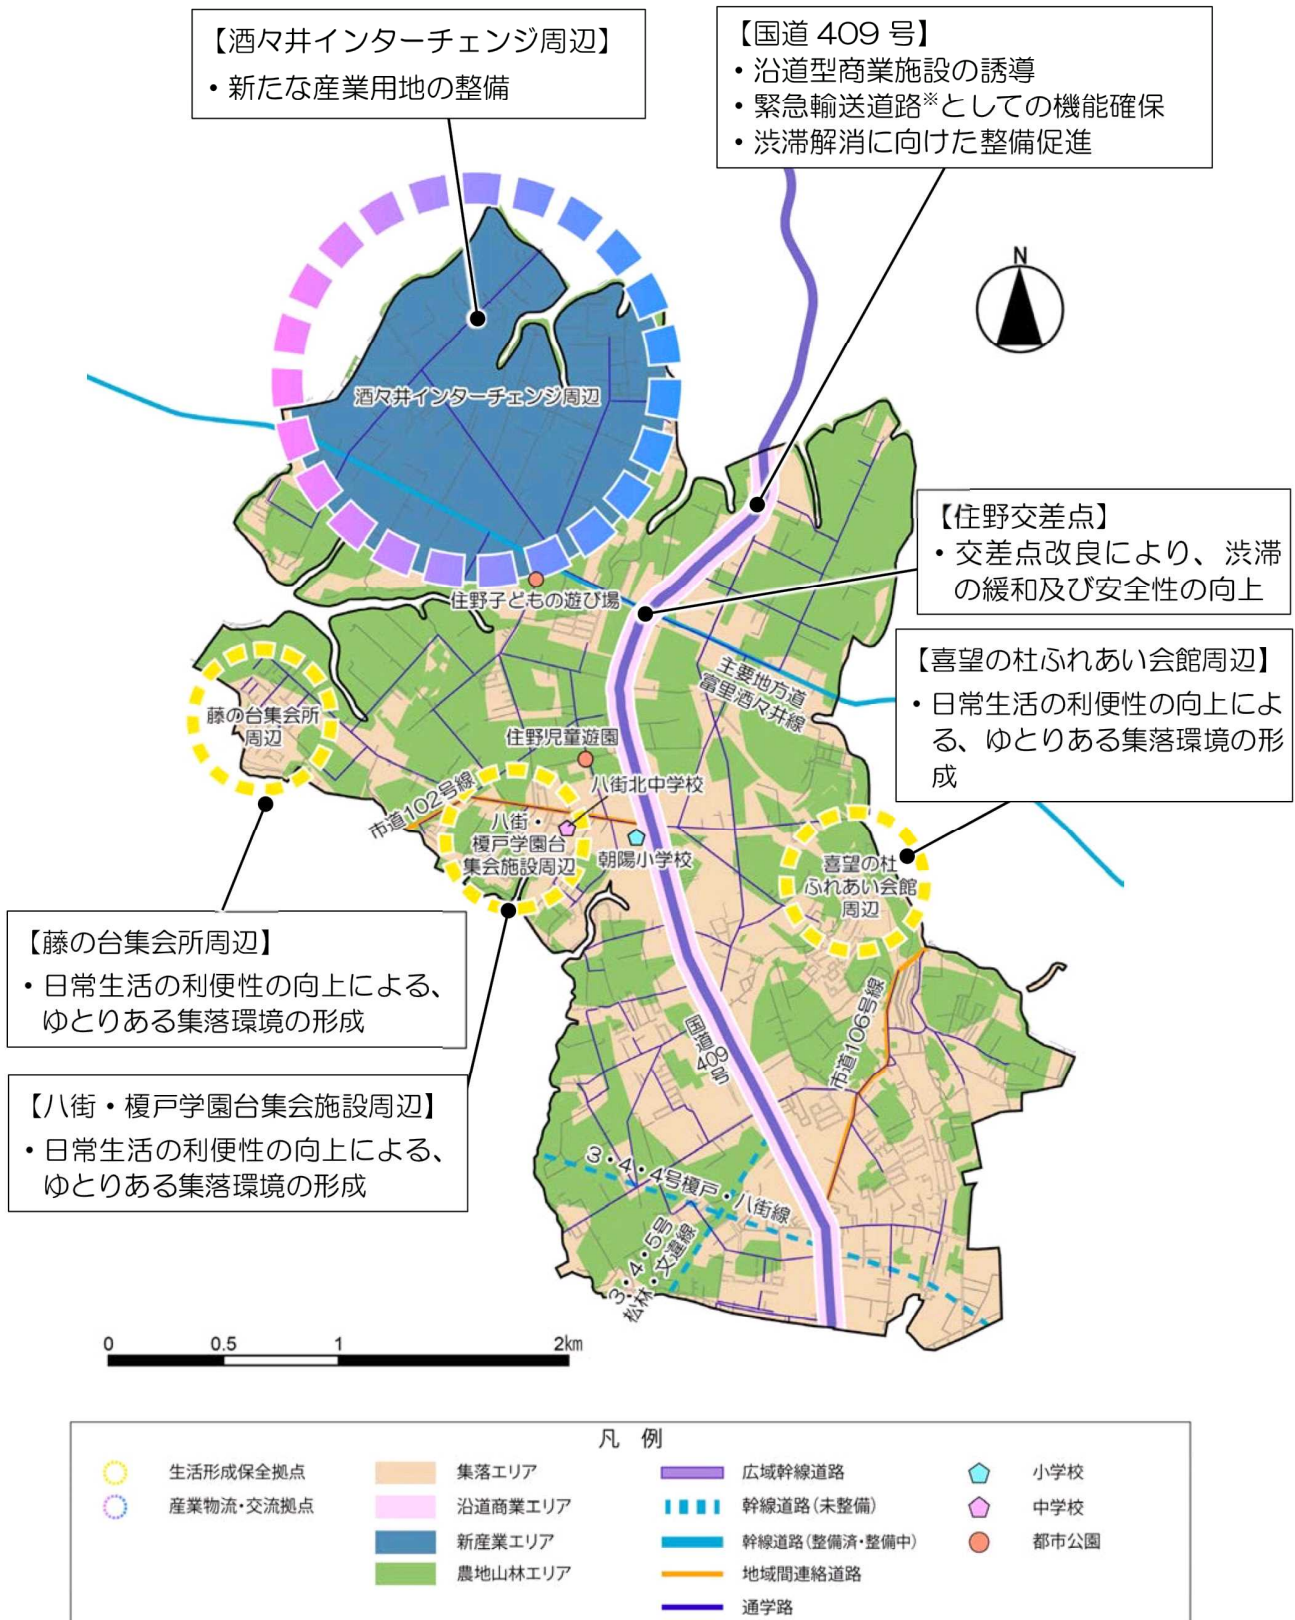 【酒々井インターチェンジ周辺】
・新たな産業用地の整備
【国道 409 号】
・沿道型商業施設の誘導
・緊急輸送道路※としての機能確保
・渋滞解消に向けた整備促進
N
酒々井インターチェンジ周辺
【住野交差点】
・交差点改良により、渋滞
の緩和及び安全性の向上
住野子どもの遊び場
【喜望の杜ふれあい会館周辺】
・日常生活の利便性の向上によ
る、ゆとりある集落環境の形
成
主要地方道
富里酒々井線
藤の台集会所
周辺
住野児童遊園
八街北中学校
市道102号線
八街・
榎戸学園台
集会施設周辺
朝陽小学校
喜望の杜
ふれあい会館
周辺
【藤の台集会所周辺】
・日常生活の利便性の向上による、
ゆとりある集落環境の形成
市道106号線
国道
409
号
【八街・榎戸学園台集会施設周辺】
・日常生活の利便性の向上による、
ゆとりある集落環境の形成
3・4・4号榎戸・八街線
3・4・5号
松林・文違線
0 0.5 1 2km
凡 例
生活形成保全拠点 集落エリア 広域幹線道路 小学校
産業物流・交流拠点 沿道商業エリア 幹線道路(未整備) 中学校
新産業エリア 幹線道路(整備済・整備中) 都市公園
農地山林エリア 地域間連絡道路
通学路